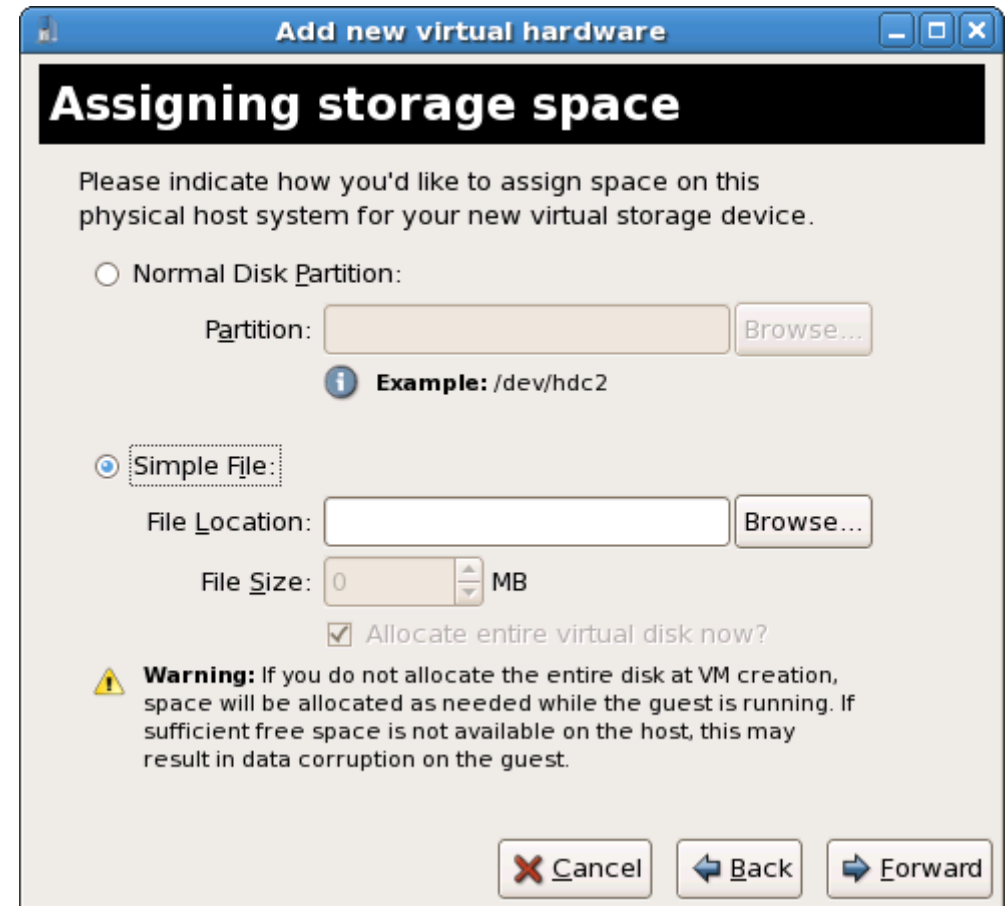 Add new virtual hardware
Assigning storage space
Please indicate how you'd like to assign space on this
physical host system for your new virtual storage device.
Normal Disk Partition:
Partition: Browse...
Example: /dev/hdc2
Simple File:
File Location: Browse...
File Size: 0 MB
Allocate entire virtual disk now?
Warning: If you do not allocate the entire disk at VM creation,
space will be allocated as needed while the guest is running. If
sufficient free space is not available on the host, this may
result in data corruption on the guest.
Cancel Back Forward